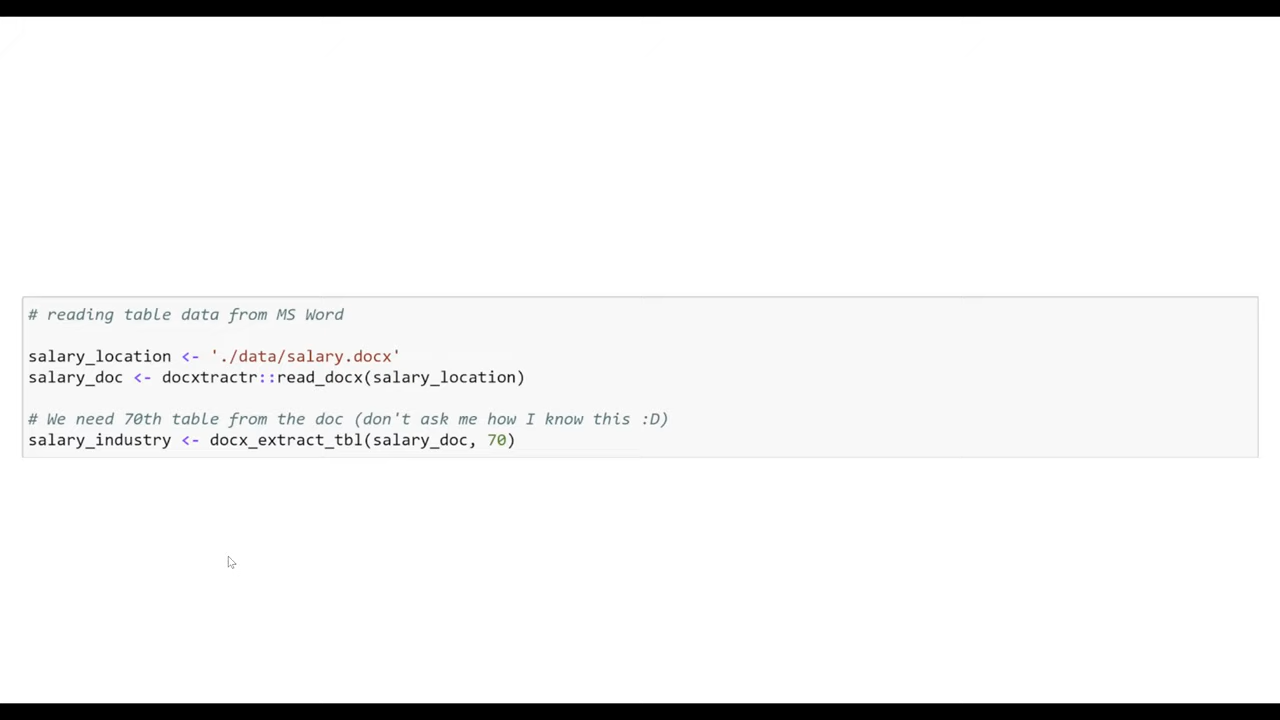 # reading table data from MS Word
salary_location <- './data/salary.docx'
salary_doc <- docxtractr::read_docx(salary_location)
# We need 70th table from the doc (don't ask me how I know this :D)
salary_industry <- docx_extract_tbl(salary_doc, 70)